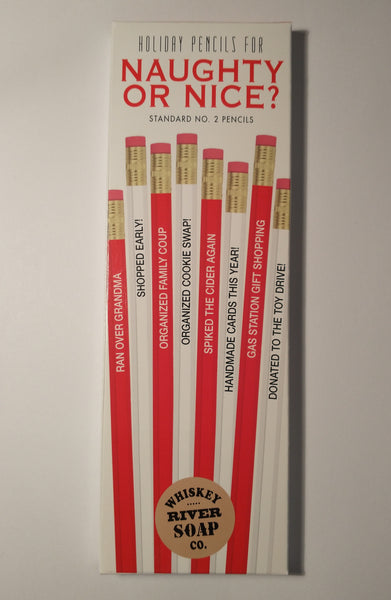 HOLIDAY PENCILS FOR
NAUGHTY
OR NICE?
STANDARD NO. 2 PENCILS
RAN OVER GRANDMA
SHOPPED EARLY!
ORGANIZED FAMILY COUP
ORGANIZED COOKIE SWAP!
SPIKED THE CIDER AGAIN
HANDMADE CARDS THIS YEAR!
GAS STATION GIFT SHOPPING
DONATED TO THE TOY DRIVE!
WHISKEY
RIVER
SOAP
CO.